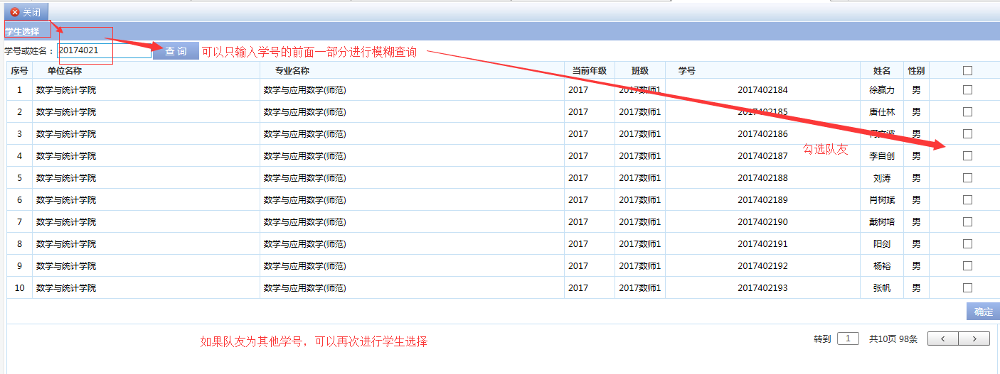 关闭
学生选择
学号或姓名：20174021 查 询 可以只输入学号的前面一部分进行模糊查询
序号 单位名称 专业名称 当前年级 班级 学号 姓名 性别
1 数学与统计学院 数学与应用数学(师范) 2017 2017数师1 2017402184 徐赢力 男
2 数学与统计学院 数学与应用数学(师范) 2017 2017数师1 2017402185 唐仕林 男
3 数学与统计学院 数学与应用数学(师范) 2017 2017数师1 2017402186 男
勾选队友
4 数学与统计学院 数学与应用数学(师范) 2017 2017数师1 2017402187 李自创 男
5 数学与统计学院 数学与应用数学(师范) 2017 2017数师1 2017402188 刘涛 男
6 数学与统计学院 数学与应用数学(师范) 2017 2017数师1 2017402189 肖树斌 男
7 数学与统计学院 数学与应用数学(师范) 2017 2017数师1 2017402190 戴树培 男
8 数学与统计学院 数学与应用数学(师范) 2017 2017数师1 2017402191 阳剑 男
9 数学与统计学院 数学与应用数学(师范) 2017 2017数师1 2017402192 杨裕 男
10 数学与统计学院 数学与应用数学(师范) 2017 2017数师1 2017402193 张帆 男
确定
转到 1 共10页 98条 < >
如果队友为其他学号，可以再次进行学生选择